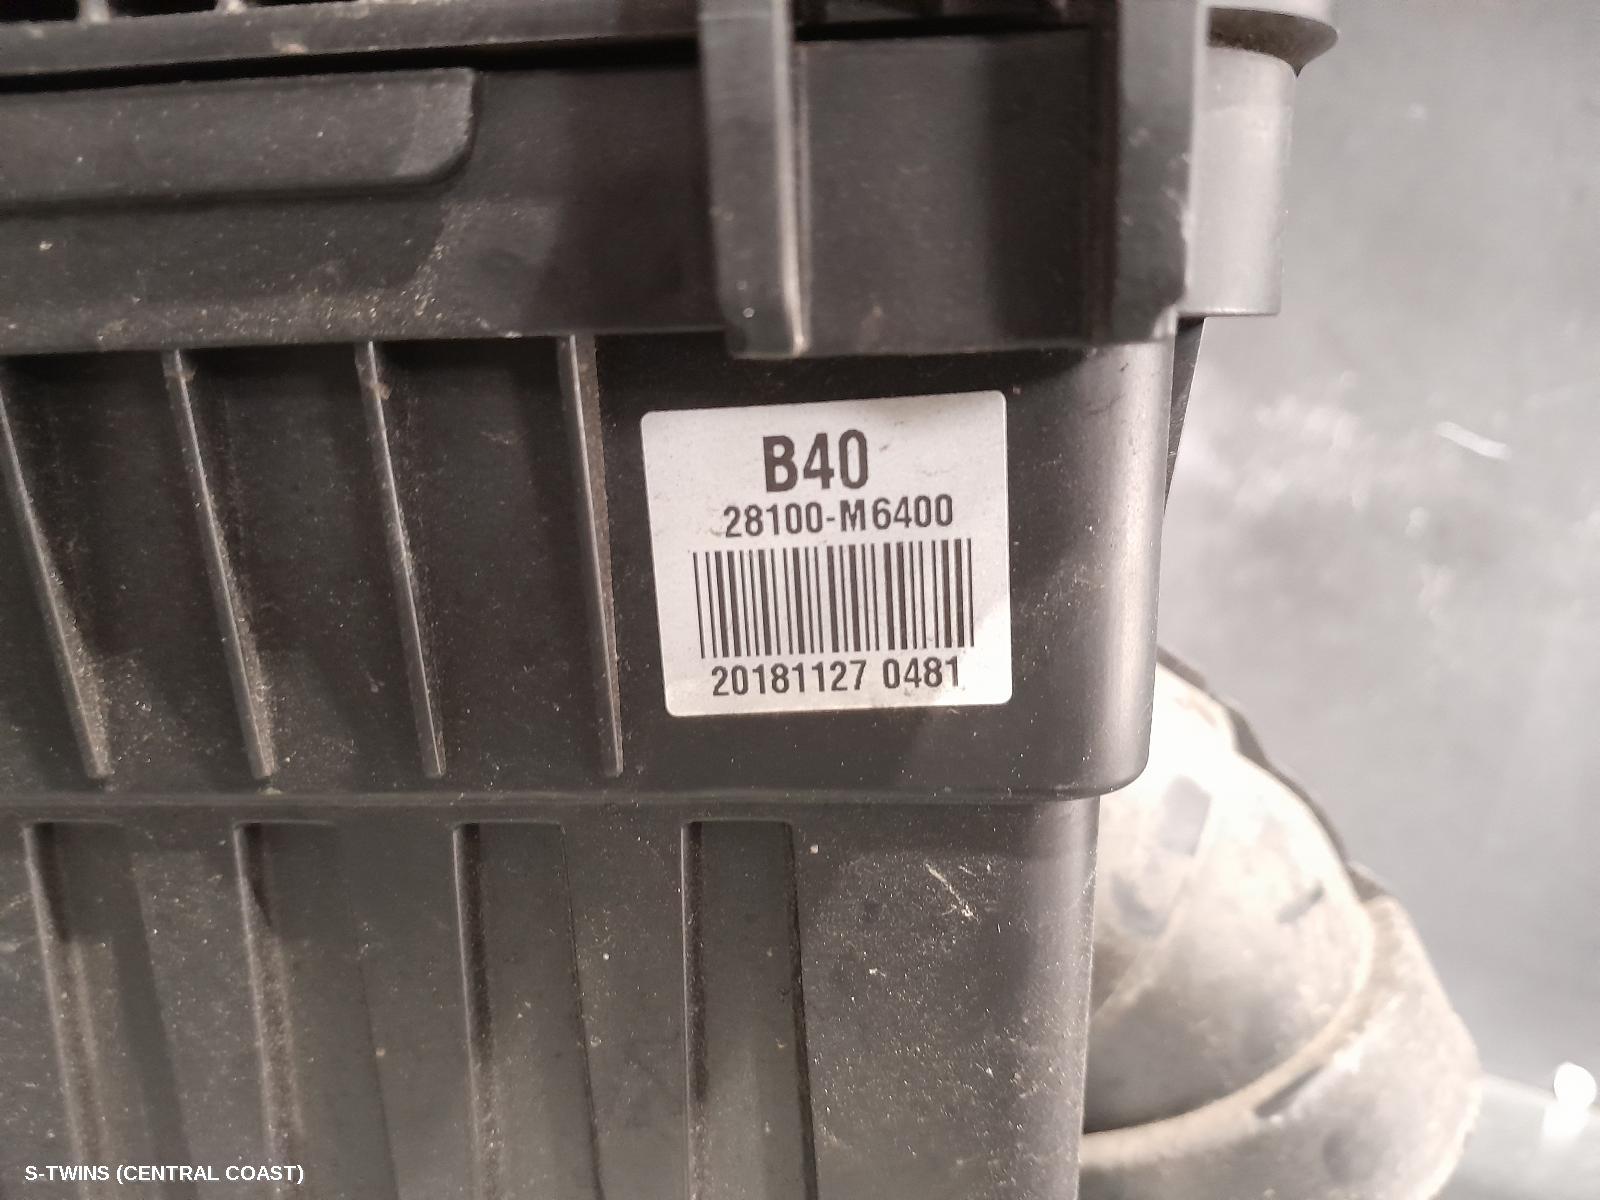 B40
28100-M6400
20181127 0481
S-TWINS (CENTRAL COAST)